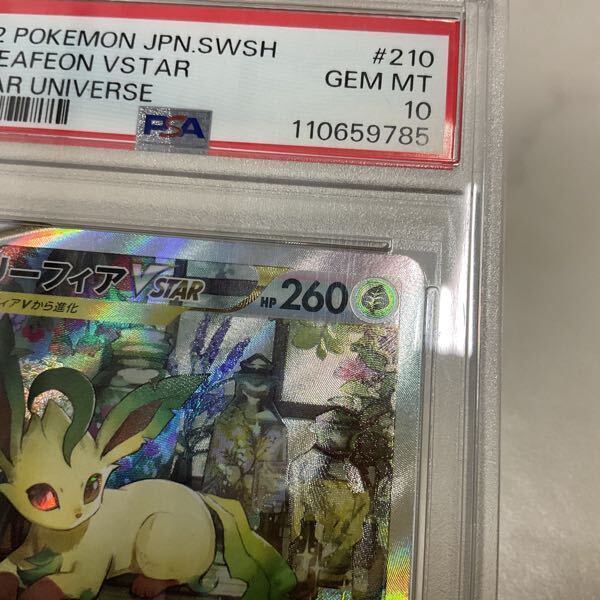 2 POKEMON JPN.SWSH #210
EAFEON VSTAR GEM MT
AR UNIVERSE 10
PSA 110659785
リーフィア VSTAR HP 260
ィアVから進化